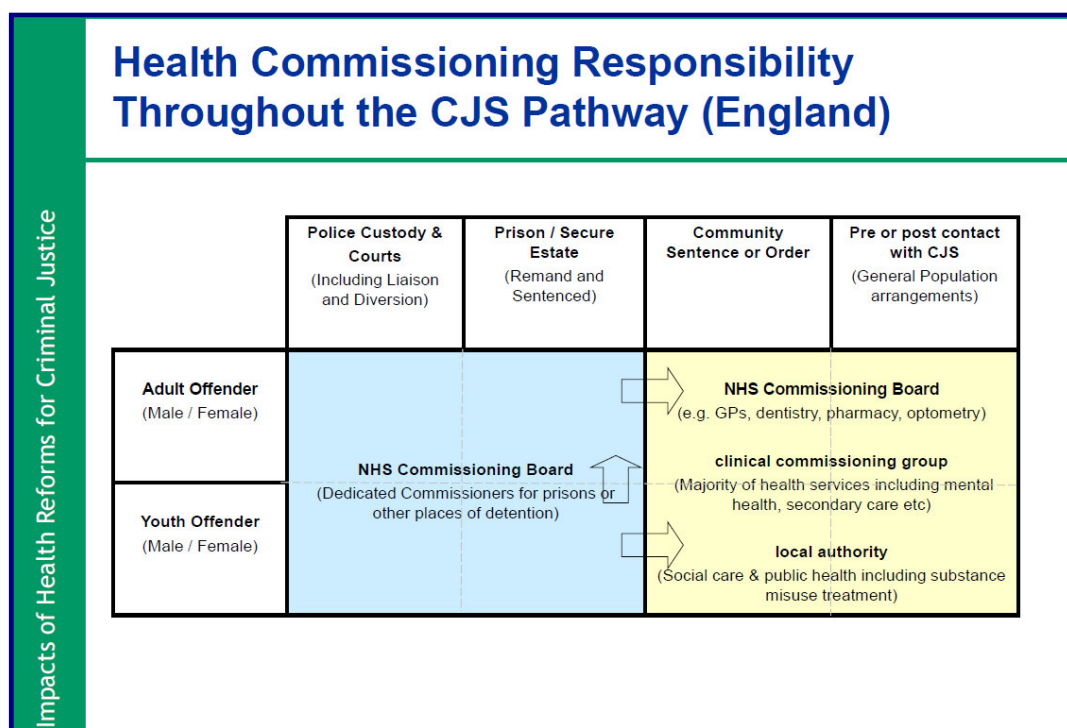 Health Commissioning Responsibility
Throughout the CJS Pathway (England)
Impacts of Health Reforms for Criminal Justice
Police Custody &
Courts
(Including Liaison
and Diversion)
Prison / Secure
Estate
(Remand and
Sentenced)
Community
Sentence or Order
Pre or post contact
with CJS
(General Population
arrangements)
Adult Offender
(Male / Female)
Youth Offender
(Male / Female)
NHS Commissioning Board
(Dedicated Commissioners for prisons or
other places of detention)
NHS Commissioning Board
(e.g. GPs, dentistry, pharmacy, optometry)
clinical commissioning group
(Majority of health services including mental
health, secondary care etc)
local authority
(Social care & public health including substance
misuse treatment)